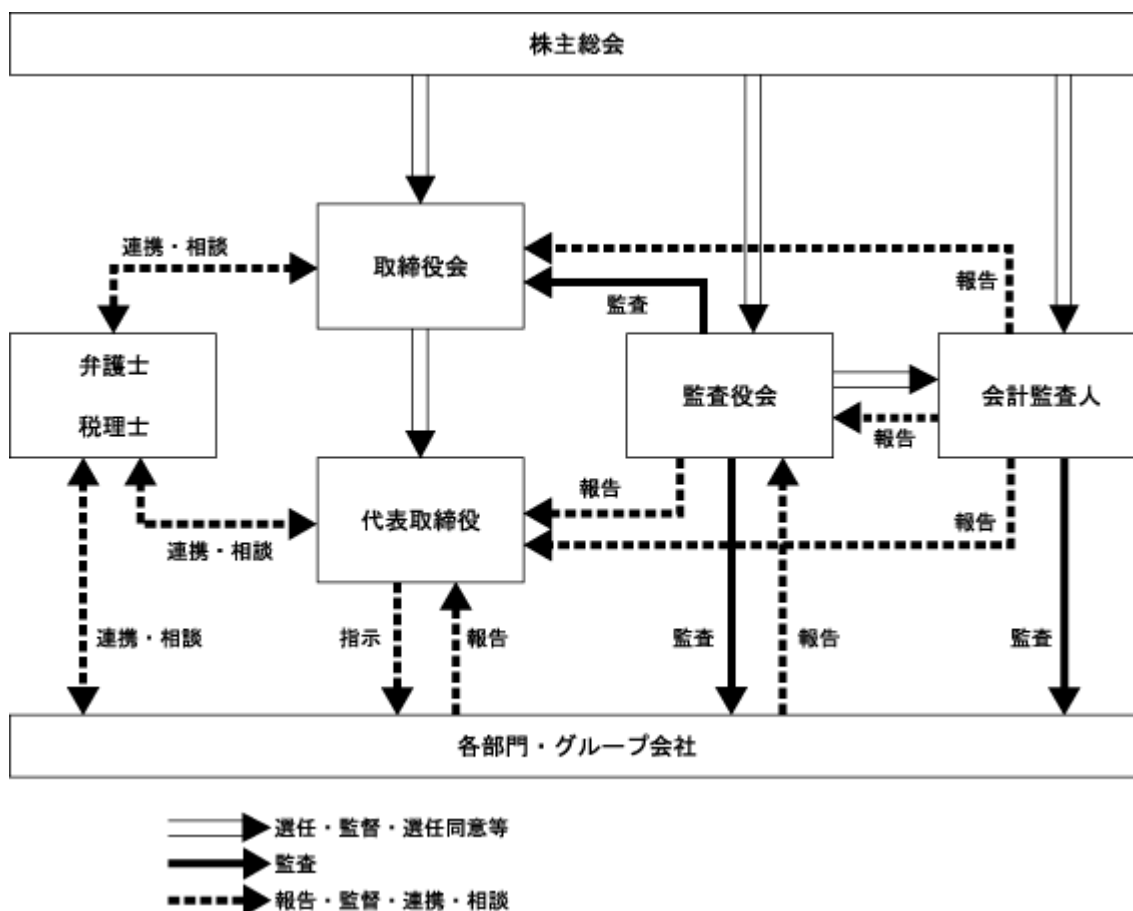 株主総会
連携・相談
取締役会
報告
監査
弁護士
税理士
監査役会
会計監査人
報告
代表取締役
報告
報告
連携・相談
連携・相談
指示
報告
監査
報告
監査
各部門・グループ会社
選任・監督・選任同意等
監査
報告・監督・連携・相談